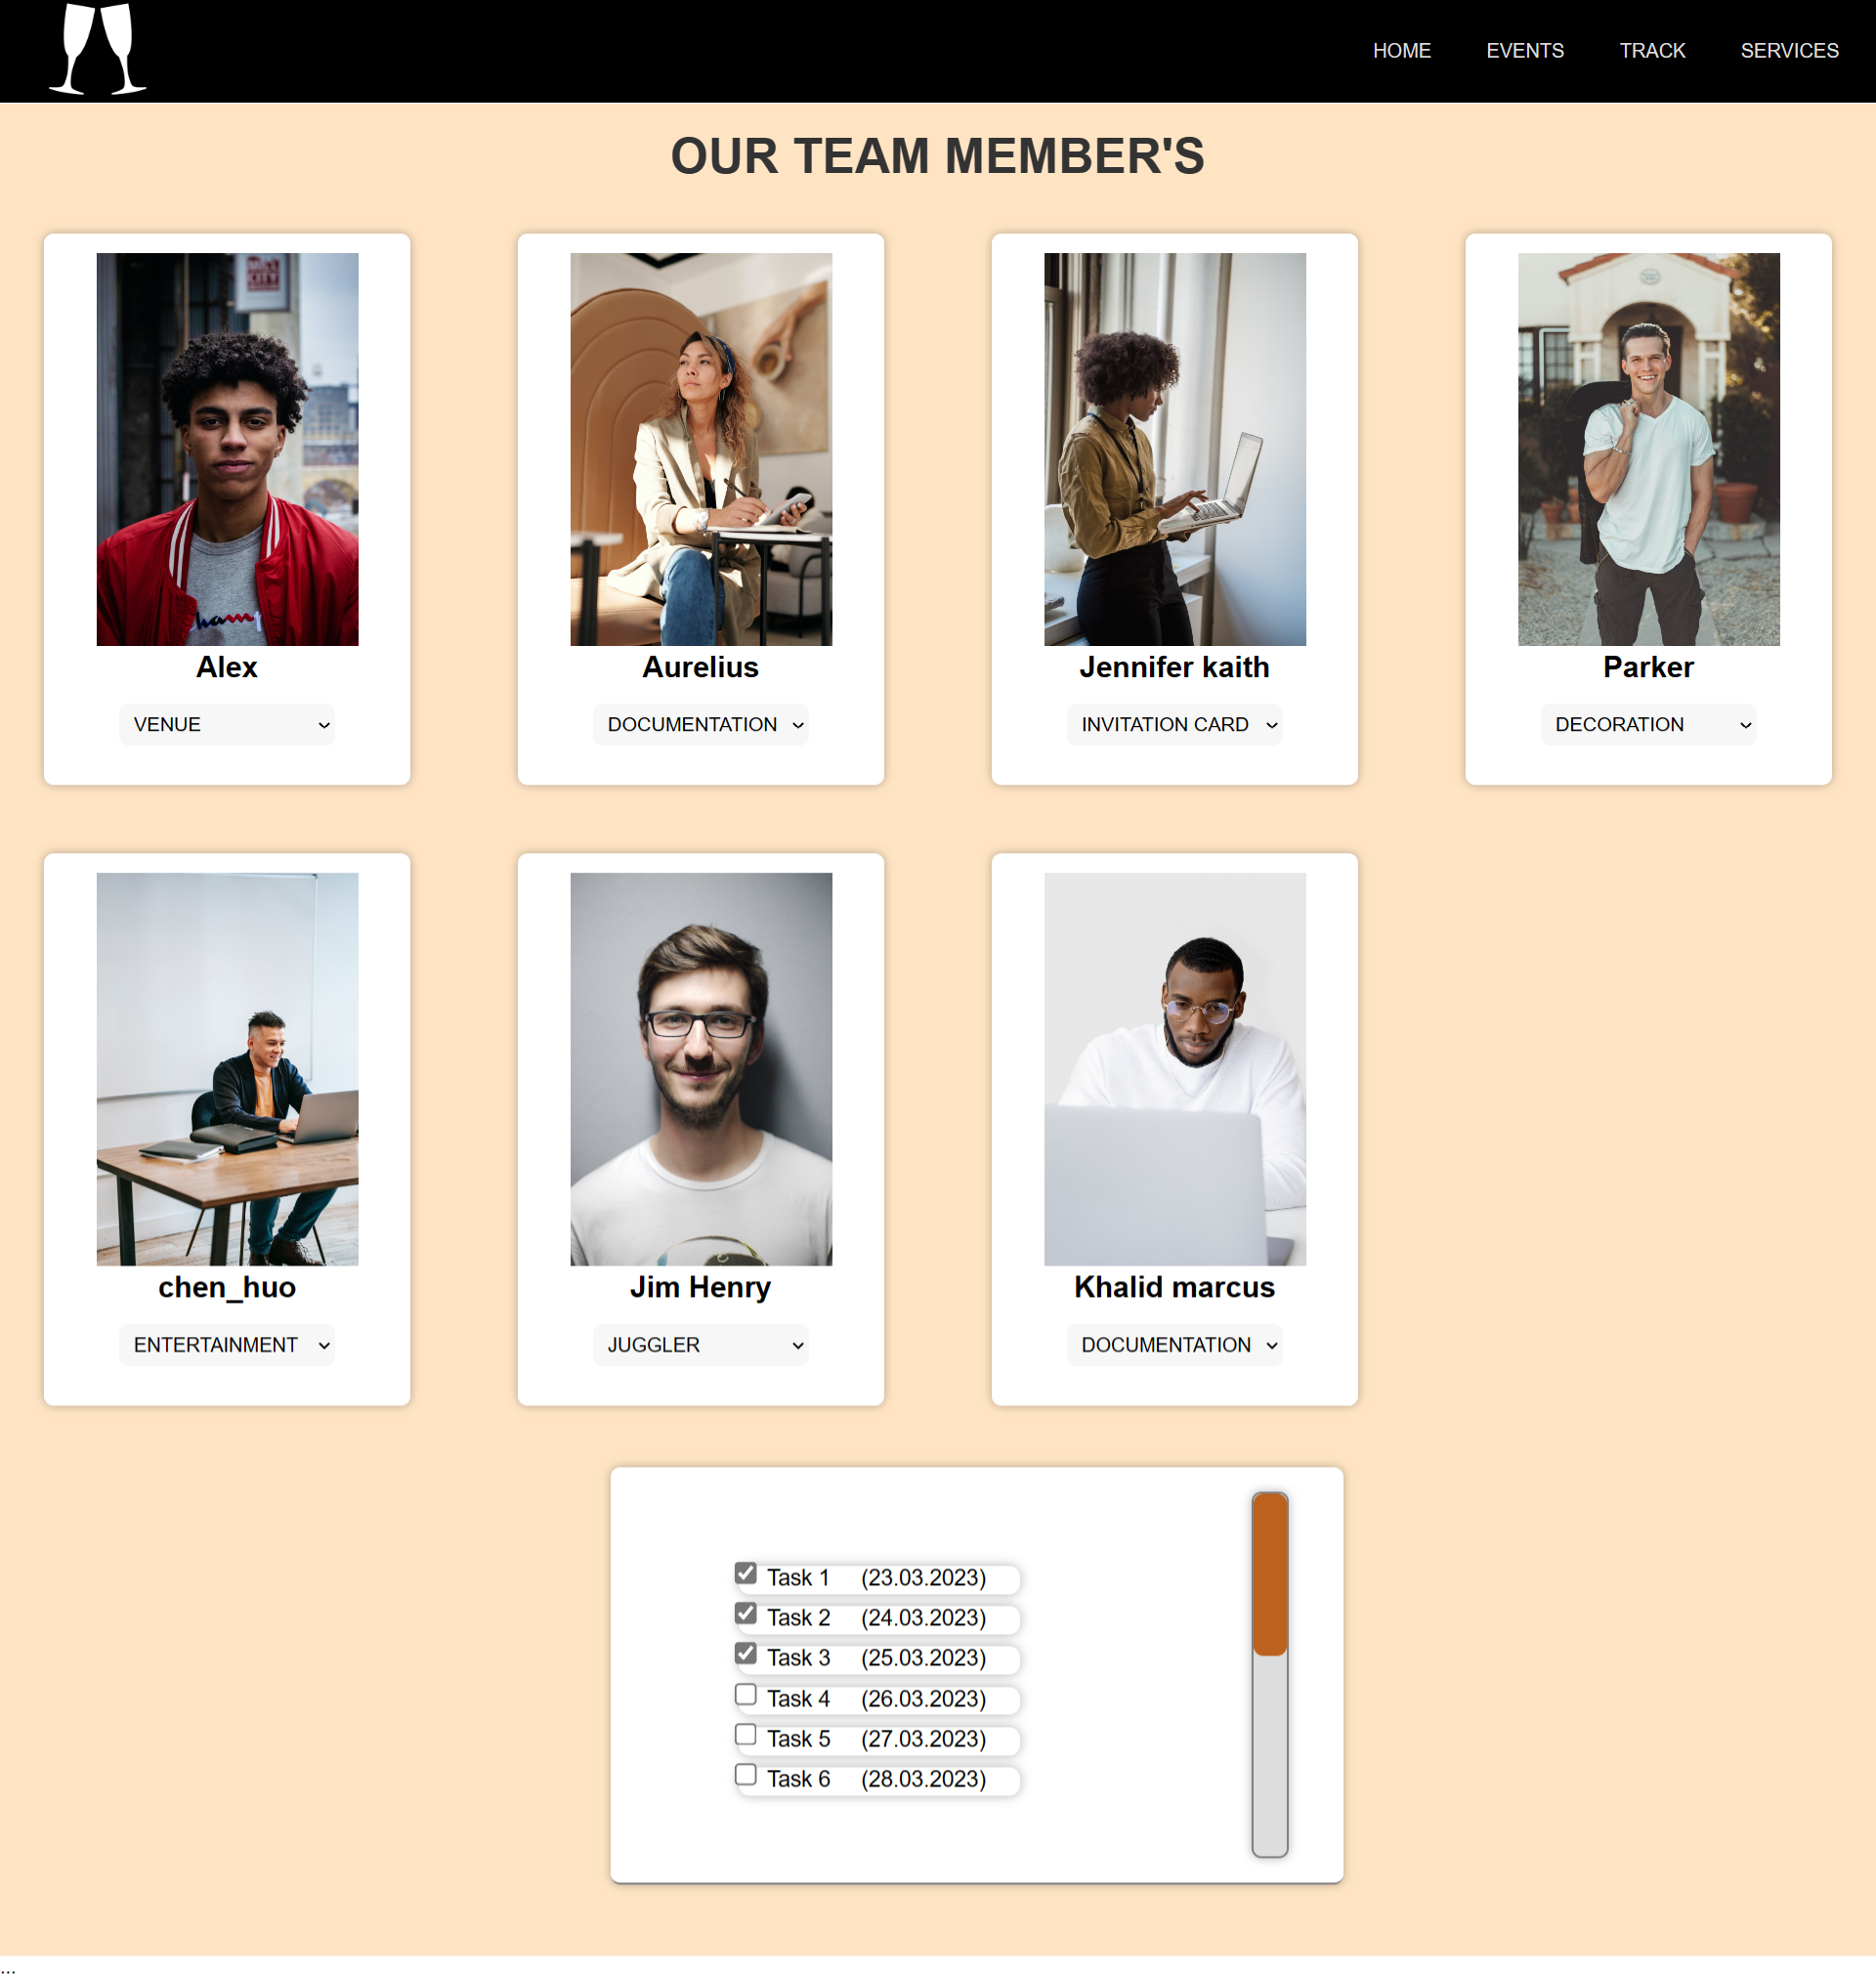 HOME EVENTS TRACK SERVICES
OUR TEAM MEMBER'S
MILL
CITY
Alex
Aurelius
Jennifer kaith
Parker
VENUE
DOCUMENTATION
INVITATION CARD
DECORATION
chen_huo
Jim Henry
Khalid marcus
ENTERTAINMENT
JUGGLER
DOCUMENTATION
Task 1 (23.03.2023)
Task 2 (24.03.2023)
Task 3 (25.03.2023)
Task 4 (26.03.2023)
Task 5 (27.03.2023)
Task 6 (28.03.2023)
...